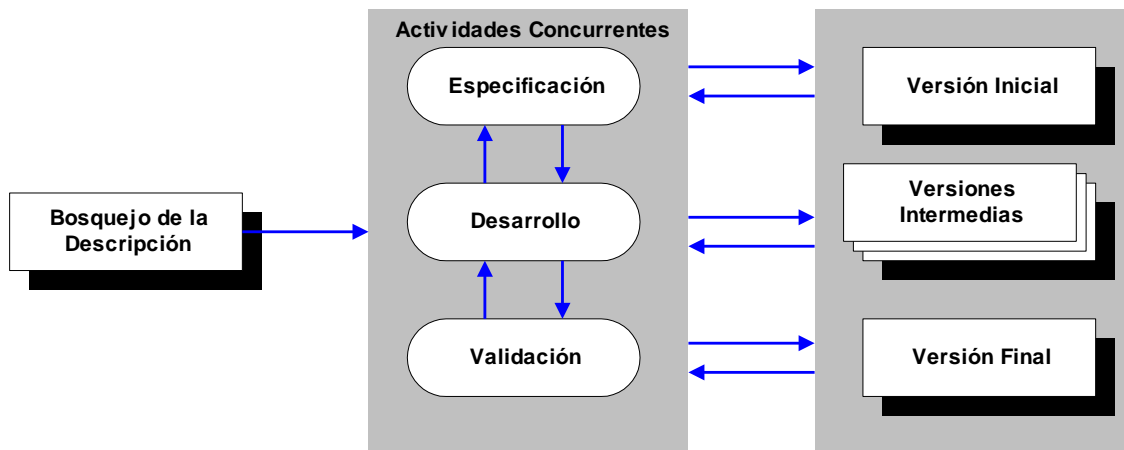 Actividades Concurrentes
Especificación
Versión Inicial
Bosquejo de la
Descripción
Desarrollo
Versiones
Intermedias
Validación
Versión Final